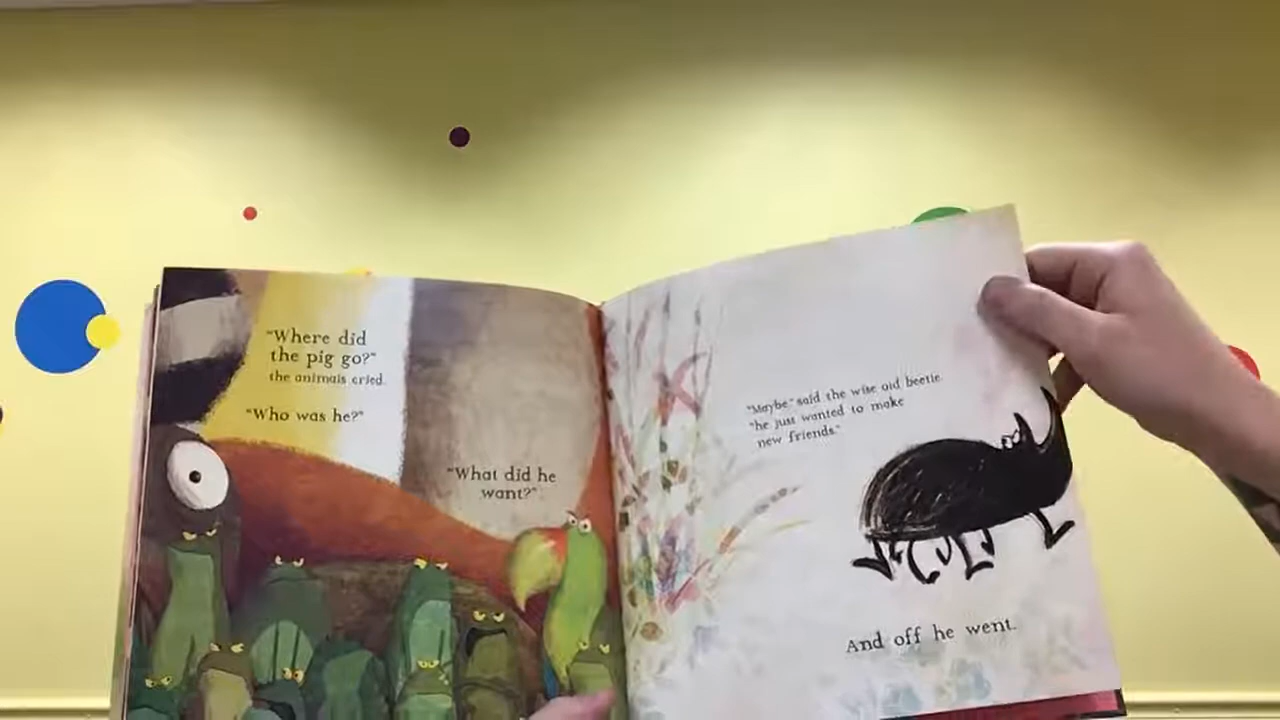 "Where did
the pig go?"
the animals cried.
"Who was he?"
"What did he
want?"
"Maybe," said the wise old beetle,
"he just wanted to make
new friends."
And off he went.